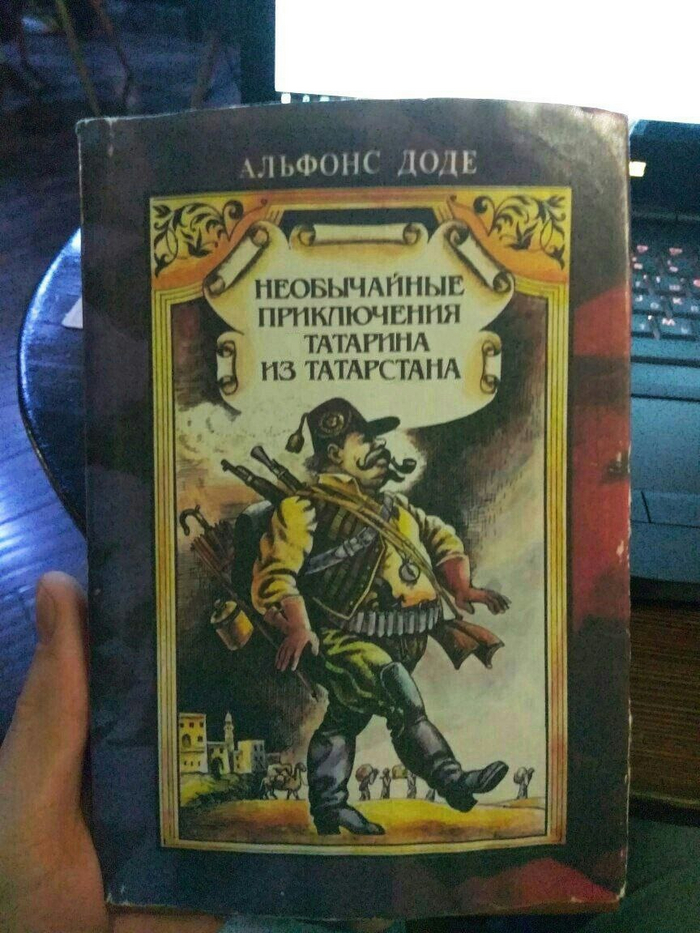 АЛЬФОНС ДОДЕ
НЕОБЫЧАЙНЫЕ
ПРИКЛЮЧЕНИЯ
ТАТАРИНА
ИЗ ТАТАРСТАНА